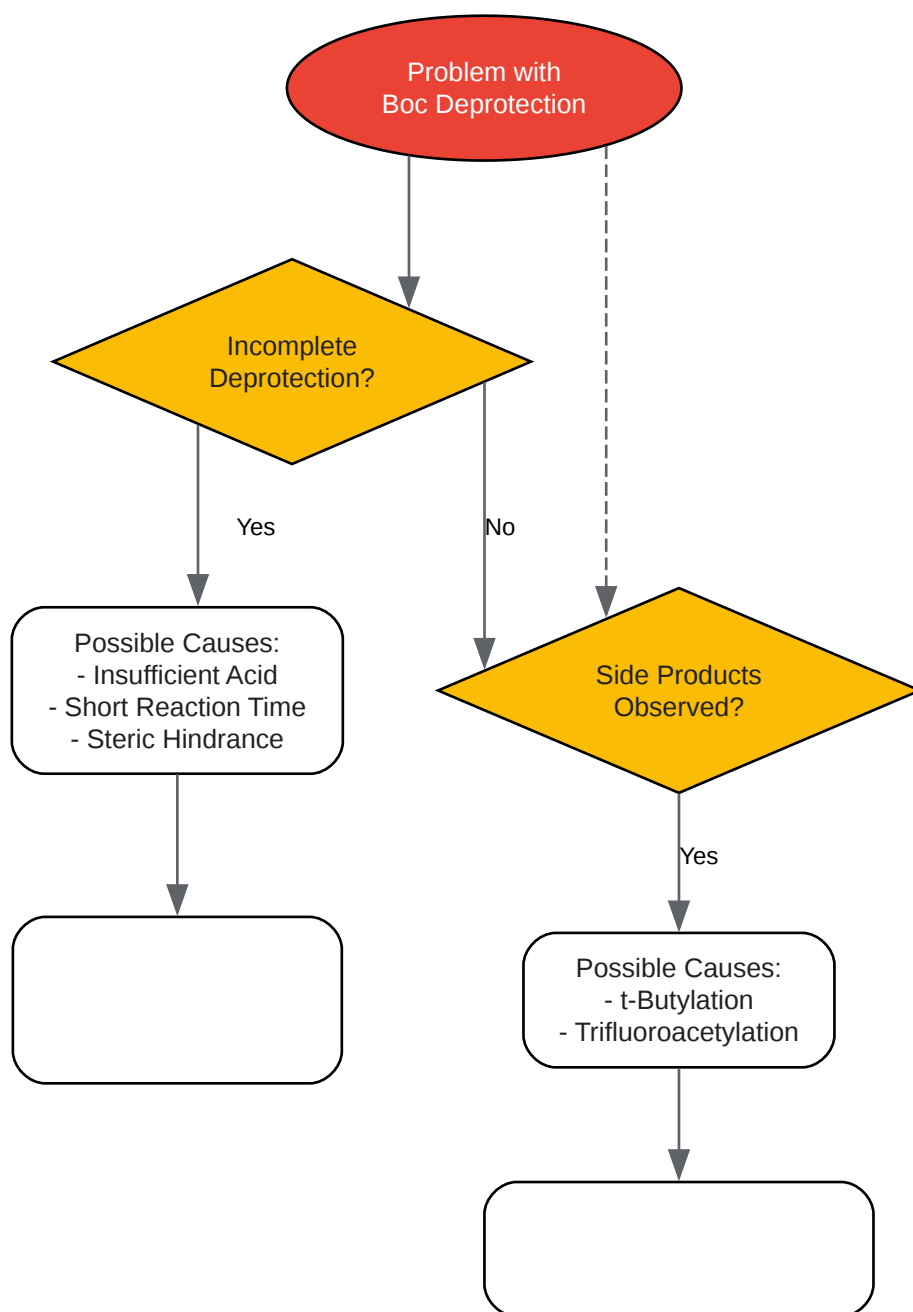 Problem with
Boc Deprotection
Incomplete
Deprotection?
Yes
No
Possible Causes:
- Insufficient Acid
- Short Reaction Time
- Steric Hindrance
Side Products
Observed?
Yes
Possible Causes:
- t-Butylation
- Trifluoroacetylation